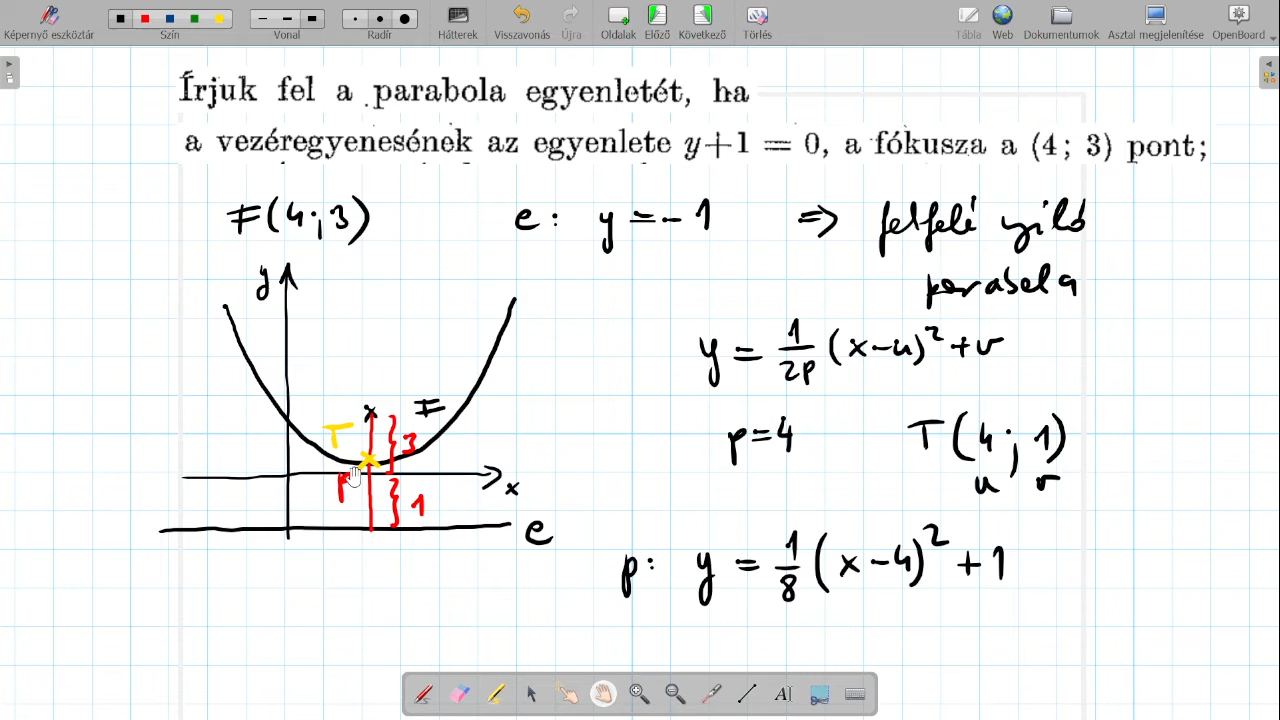 Képernyő eszköztár Szín Vonal Radír Hátterek Visszavonás Újra Oldalak Előző Következő Törlés Tábla Web Dokumentumok Asztal megjelenítése OpenBoard
Írjuk fel a parabola egyenletét, ha
a vezéregyenesének az egyenlete y+1 = 0, a fókusza a (4; 3) pont;
F(4;3) e: y=-1 ⇒ felfelé nyíló
parabola
y
y = 1/2p (x-u)²+v
x F
T 3
p=4 T(4;1)
u v
p 1 x
e
p: y = 1/8 (x-4)² + 1